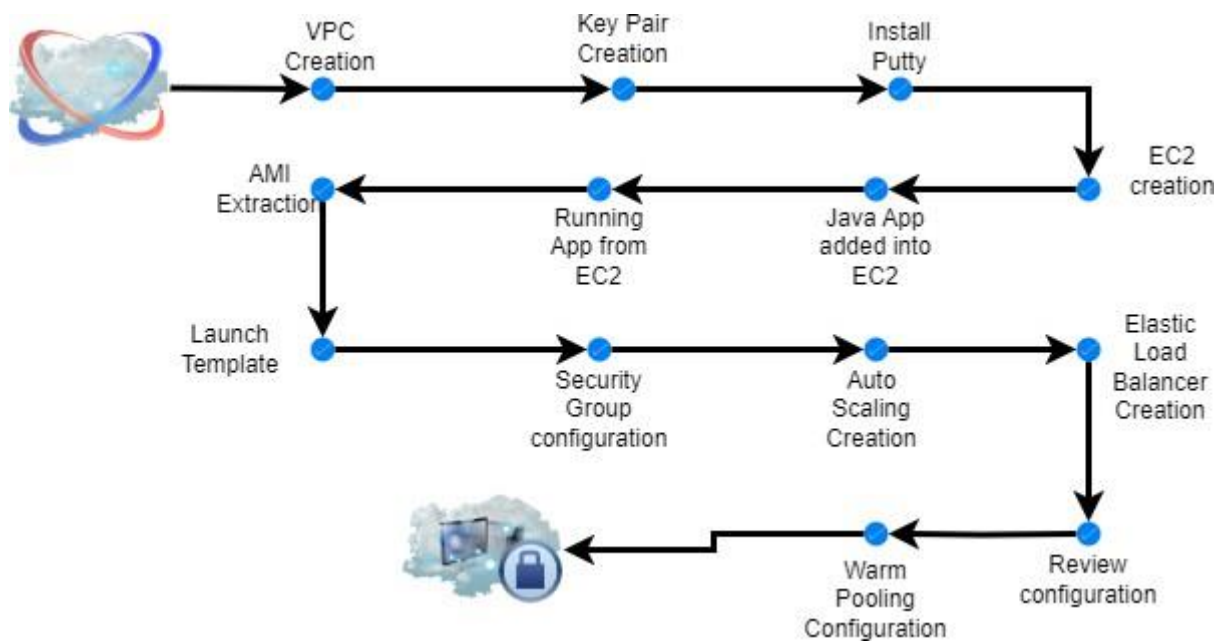 VPC
Creation
Key Pair
Creation
Install
Putty
EC2
creation
Java App
added into
EC2
Running
App from
EC2
AMI
Extraction
Launch
Template
Security
Group
configuration
Auto
Scaling
Creation
Elastic
Load
Balancer
Creation
Review
configuration
Warm
Pooling
Configuration